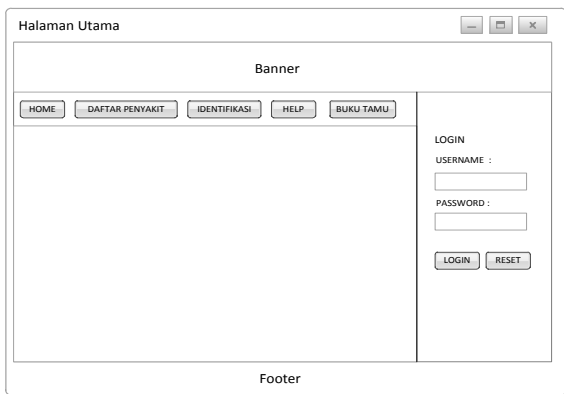 Halaman Utama
Banner
HOME DAFTAR PENYAKIT IDENTIFIKASI HELP BUKU TAMU
LOGIN
USERNAME :
PASSWORD :
LOGIN RESET
Footer